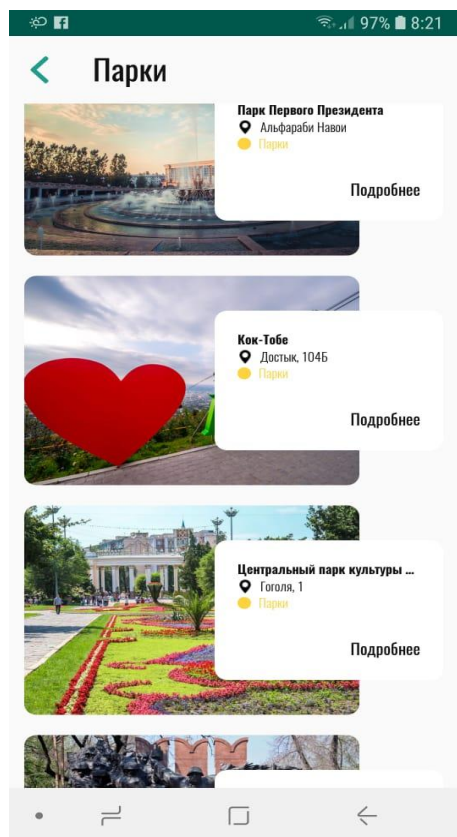 97% 8:21
Парки
Парк Первого Президента
Альфараби Навои
Парки
Подробнее
Кок-Тобе
Достык, 104Б
Парки
Подробнее
Центральный парк культуры ...
Гоголя, 1
Парки
Подробнее